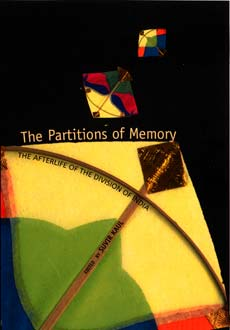 The Partitions of Memory
THE AFTERLIFE OF THE DIVISION OF INDIA
EDITED BY SUVIR KAUL